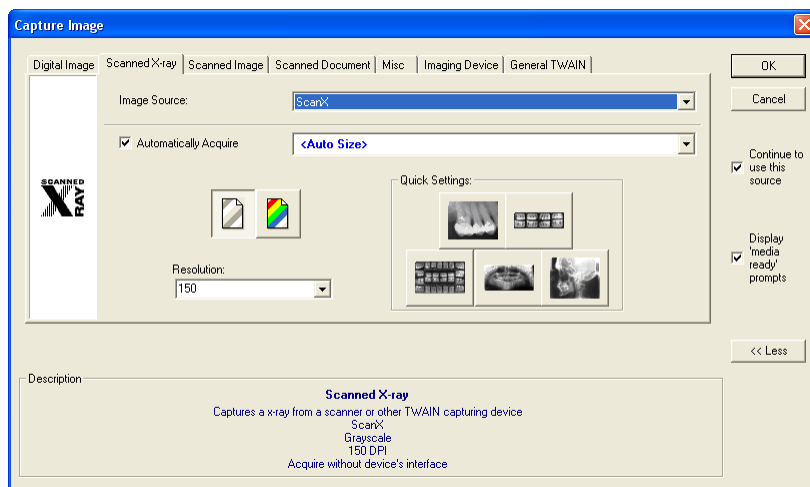 Capture Image
Digital Image
Scanned X-ray
Scanned Image
Scanned Document
Misc
Imaging Device
General TWAIN
OK
Cancel
Image Source:
ScanX
Automatically Acquire
<Auto Size>
Continue to
use this
source
SCANNED
X RAY
Quick Settings:
Display
'media
ready'
prompts
Resolution:
150
<< Less
Description
Scanned X-ray
Captures a x-ray from a scanner or other TWAIN capturing device
ScanX
Grayscale
150 DPI
Acquire without device's interface